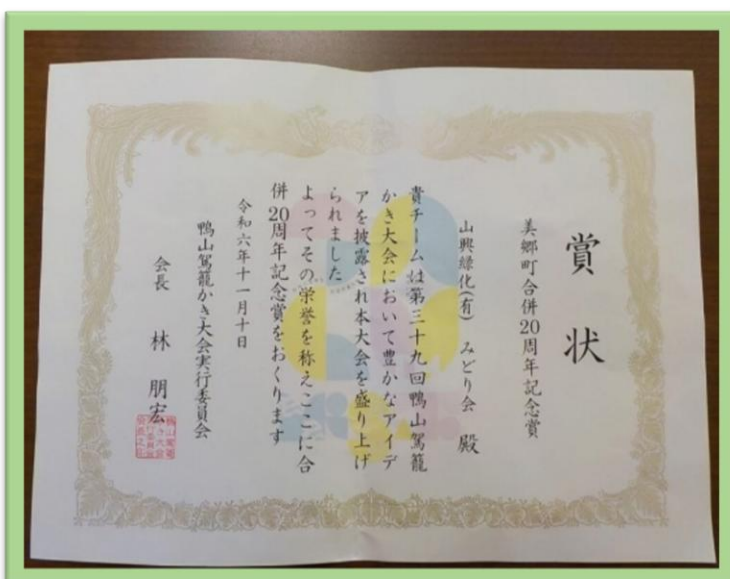 賞状
美郷町合併20周年記念賞
山興緑化(有) みどり会 殿
貴チームは第三十九回鴨山駕籠
かき大会において豊かなアイデ
アを披露され本大会を盛り上げ
られました
よってその栄誉を称えここに合
併20周年記念賞をおくります
令和六年十一月十日
鴨山駕籠かき大会実行委員会
会長 林 朋宏